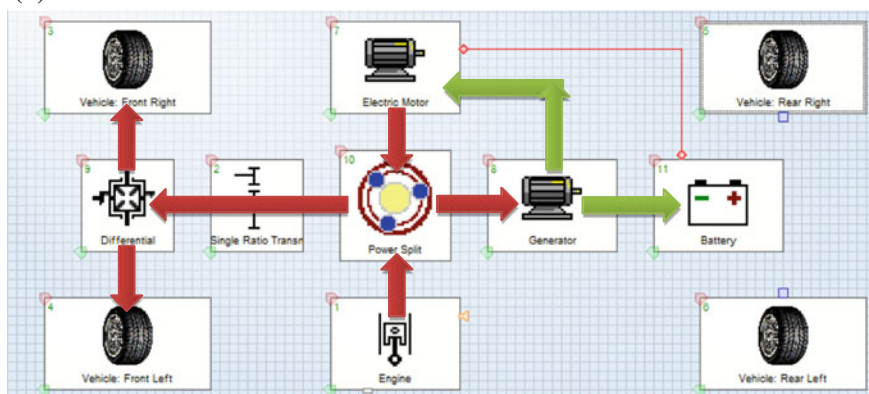 3
Vehicle: Front Right
7
Electric Motor
5
Vehicle: Rear Right
9
Differential
2
Single Ratio Transn
10
Power Split
8
Generator
11
Battery
4
Vehicle: Front Left
1
Engine
6
Vehicle: Rear Left